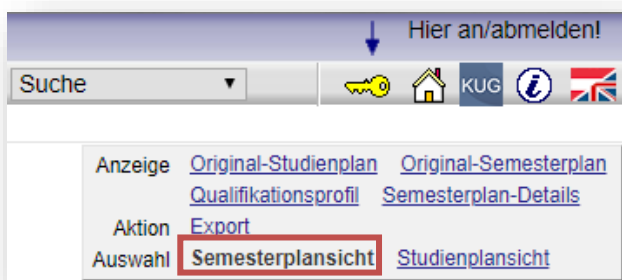 Hier an/abmelden!
Suche
KUG i
Anzeige Original-Studienplan Original-Semesterplan
Qualifikationsprofil Semesterplan-Details
Aktion Export
Auswahl Semesterplansicht Studienplansicht